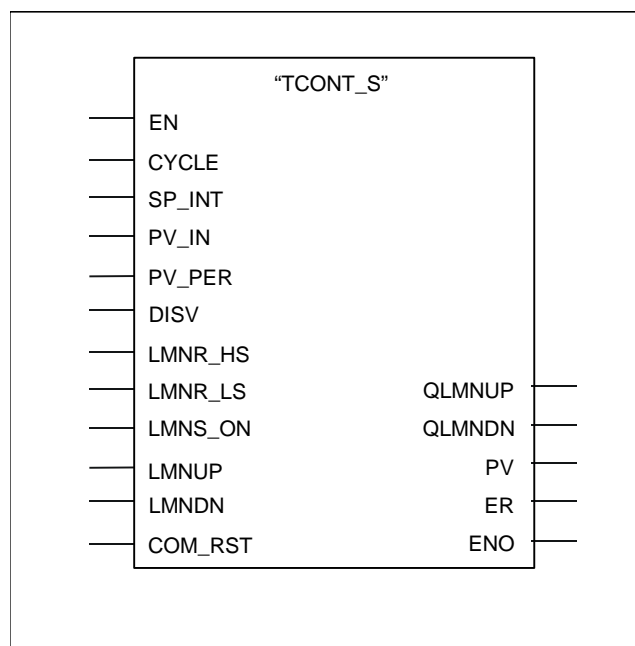 “TCONT_S”
EN
CYCLE
SP_INT
PV_IN
PV_PER
DISV
LMNR_HS
LMNR_LS
LMNS_ON
LMNUP
LMNDN
COM_RST
QLMNUP
QLMNDN
PV
ER
ENO